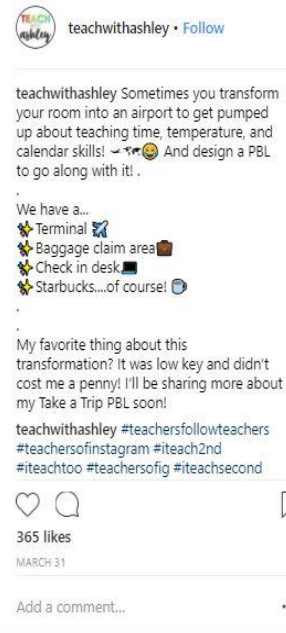 TEACH
with
ashley
teachwithashley • Follow
teachwithashley Sometimes you transform
your room into an airport to get pumped
up about teaching time, temperature, and
calendar skills! 🛩🗺😂 And design a PBL
to go along with it! .
.
We have a...
✨Terminal ✈️
✨Baggage claim area💼
✨Check in desk💻
✨Starbucks....of course! ☕
.
.
My favorite thing about this
transformation? It was low key and didn't
cost me a penny! I'll be sharing more about
my Take a Trip PBL soon!
teachwithashley #teachersfollowteachers
#teachersofinstagram #iteach2nd
#iteachtoo #teachersofig #iteachsecond
365 likes
MARCH 31
Add a comment...